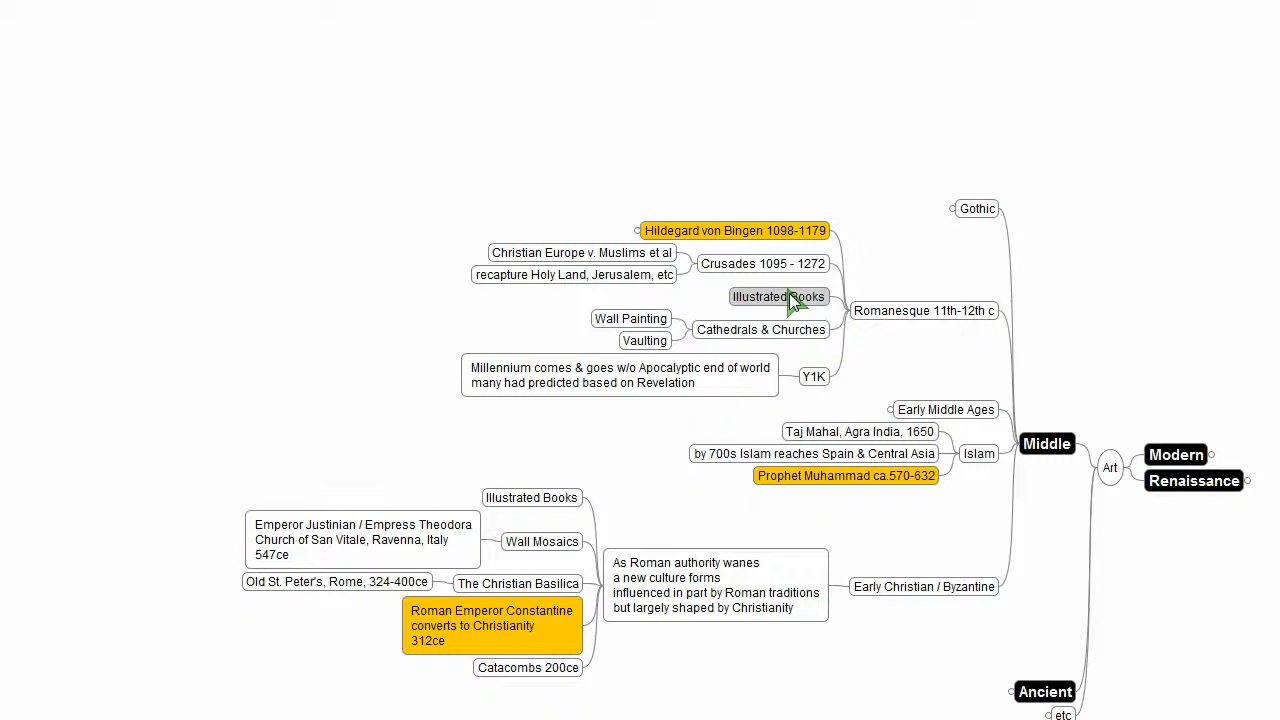 Gothic
Hildegard von Bingen 1098-1179
Christian Europe v. Muslims et al
recapture Holy Land, Jerusalem, etc
Crusades 1095 - 1272
Illustrated Books
Wall Painting
Vaulting
Cathedrals & Churches
Millennium comes & goes w/o Apocalyptic end of world
many had predicted based on Revelation
Y1K
Romanesque 11th-12th c
Early Middle Ages
Taj Mahal, Agra India, 1650
by 700s Islam reaches Spain & Central Asia
Prophet Muhammad ca.570-632
Islam
Middle
Art
Modern
Renaissance
Illustrated Books
Emperor Justinian / Empress Theodora
Church of San Vitale, Ravenna, Italy
547ce
Wall Mosaics
Old St. Peter's, Rome, 324-400ce
The Christian Basilica
Roman Emperor Constantine
converts to Christianity
312ce
Catacombs 200ce
As Roman authority wanes
a new culture forms
influenced in part by Roman traditions
but largely shaped by Christianity
Early Christian / Byzantine
Ancient
etc